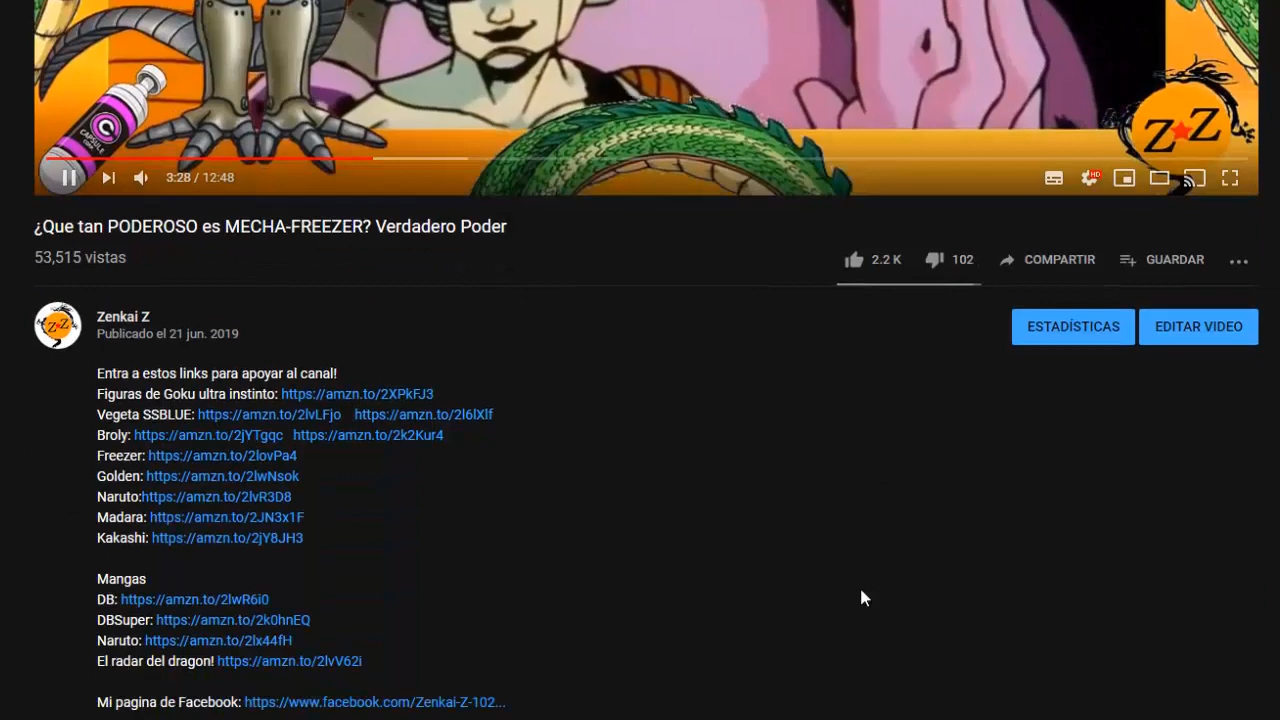 CAPSULE
Z Z
3:28 / 12:48
HD
¿Que tan PODEROSO es MECHA-FREEZER? Verdadero Poder
53,515 vistas
2.2 K 102 COMPARTIR GUARDAR
Zenkai Z
Publicado el 21 jun. 2019
ESTADÍSTICAS EDITAR VIDEO
Entra a estos links para apoyar al canal!
Figuras de Goku ultra instinto: https://amzn.to/2XPkFJ3
Vegeta SSBLUE: https://amzn.to/2lvLFjo https://amzn.to/2l6lXlf
Broly: https://amzn.to/2jYTgqc https://amzn.to/2k2Kur4
Freezer: https://amzn.to/2lovPa4
Golden: https://amzn.to/2lwNsok
Naruto:https://amzn.to/2lvR3D8
Madara: https://amzn.to/2JN3x1F
Kakashi: https://amzn.to/2jY8JH3
Mangas
DB: https://amzn.to/2lwR6i0
DBSuper: https://amzn.to/2k0hnEQ
Naruto: https://amzn.to/2lx44fH
El radar del dragon! https://amzn.to/2lvV62i
Mi pagina de Facebook: https://www.facebook.com/Zenkai-Z-102...